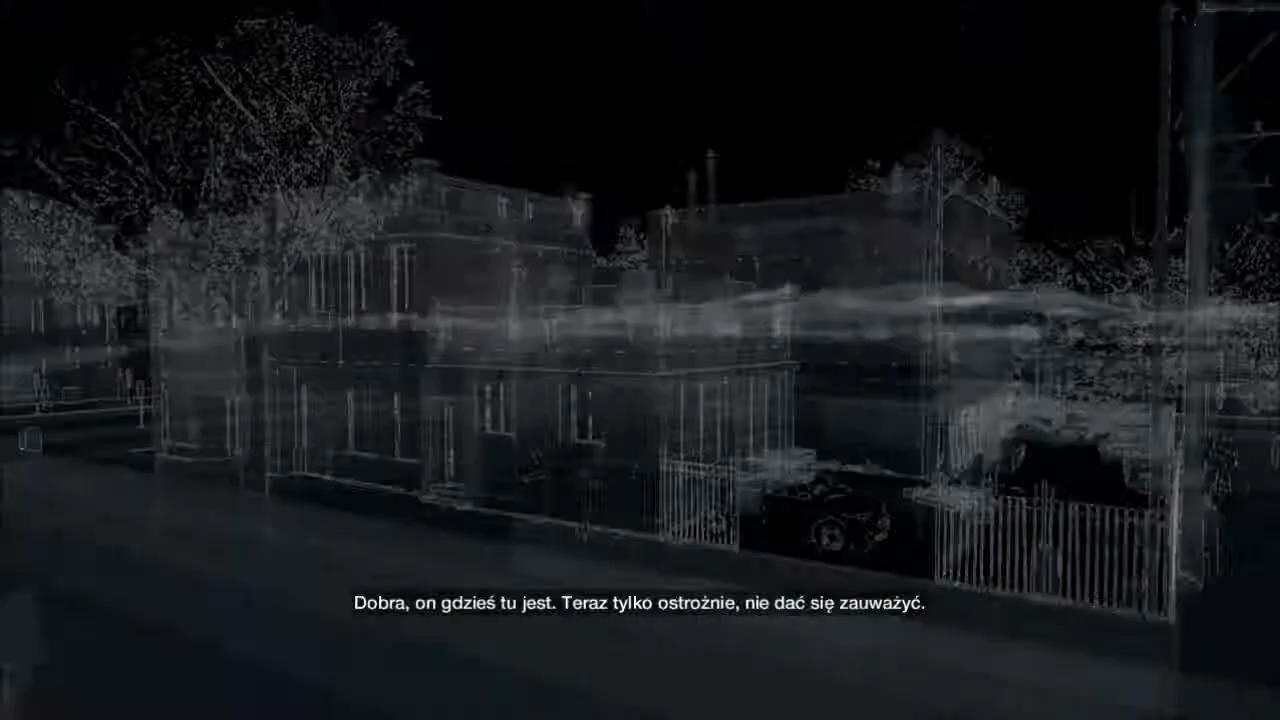 Dobra, on gdzieś tu jest. Teraz tylko ostrożnie, nie dać się zauważyć.